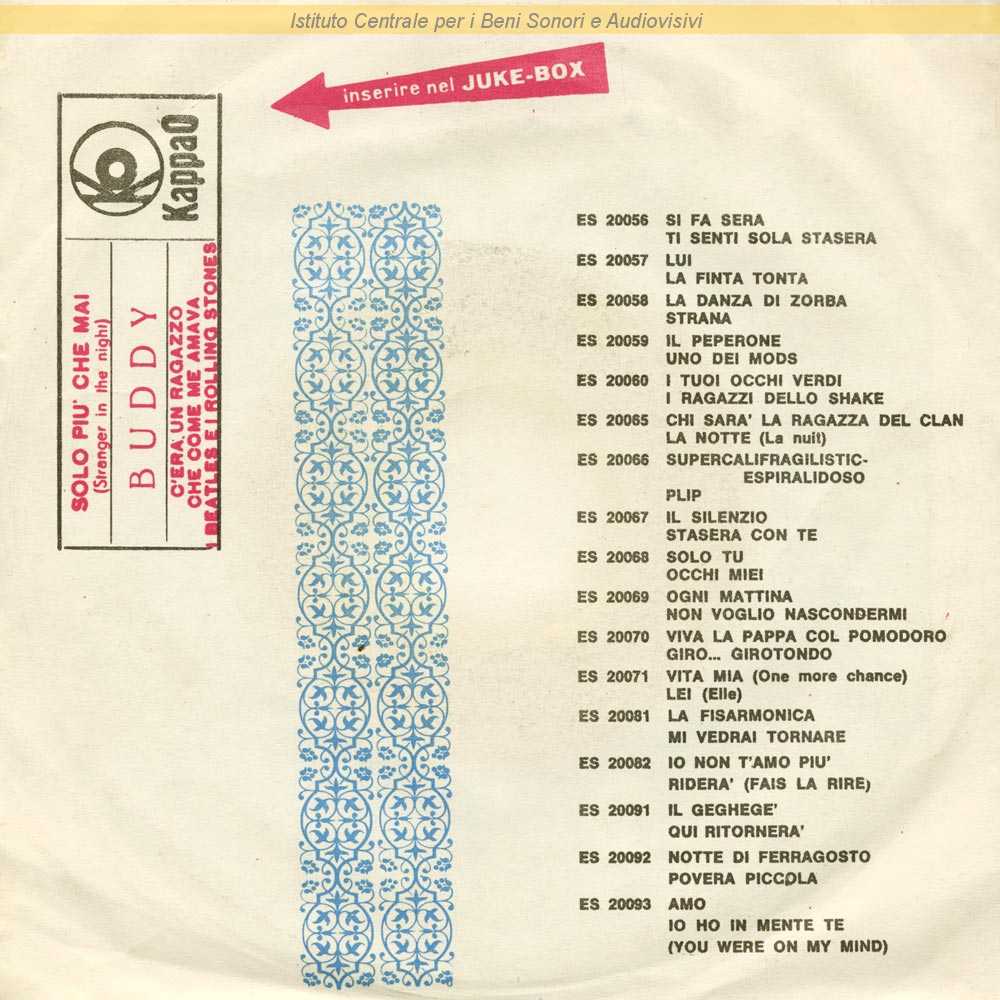 Istituto Centrale per i Beni Sonori e Audiovisivi
inserire nel JUKE-BOX
KO
KappaO
SOLO PIU' CHE MAI
(Stranger in the night)
BUDDY
C'ERA UN RAGAZZO
CHE COME ME AMAVA
I BEATLES E I ROLLING STONES
ES 20056 SI FA SERA
TI SENTI SOLA STASERA
ES 20057 LUI
LA FINTA TONTA
ES 20058 LA DANZA DI ZORBA
STRANA
ES 20059 IL PEPERONE
UNO DEI MODS
ES 20060 I TUOI OCCHI VERDI
I RAGAZZI DELLO SHAKE
ES 20065 CHI SARA' LA RAGAZZA DEL CLAN
LA NOTTE (La nuit)
ES 20066 SUPERCALIFRAGILISTIC-
ESPIRALIDOSO
PLIP
ES 20067 IL SILENZIO
STASERA CON TE
ES 20068 SOLO TU
OCCHI MIEI
ES 20069 OGNI MATTINA
NON VOGLIO NASCONDERMI
ES 20070 VIVA LA PAPPA COL POMODORO
GIRO... GIROTONDO
ES 20071 VITA MIA (One more chance)
LEI (Elle)
ES 20081 LA FISARMONICA
MI VEDRAI TORNARE
ES 20082 IO NON T'AMO PIU'
RIDERA' (FAIS LA RIRE)
ES 20091 IL GEGHEGE'
QUI RITORNERA'
ES 20092 NOTTE DI FERRAGOSTO
POVERA PICCOLA
ES 20093 AMO
IO HO IN MENTE TE
(YOU WERE ON MY MIND)